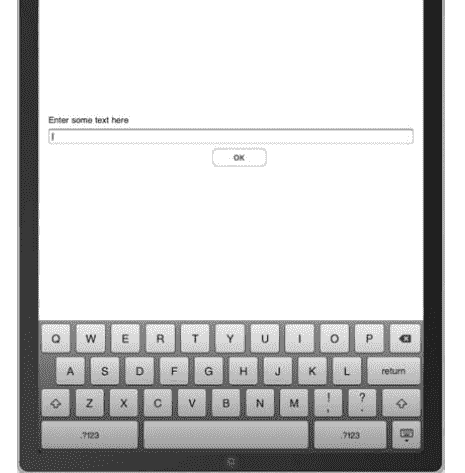 Enter some text here
OK
Q W E R T Y U I O P
A S D F G H J K L return
Z X C V B N M ! , ? .
.?123 .?123